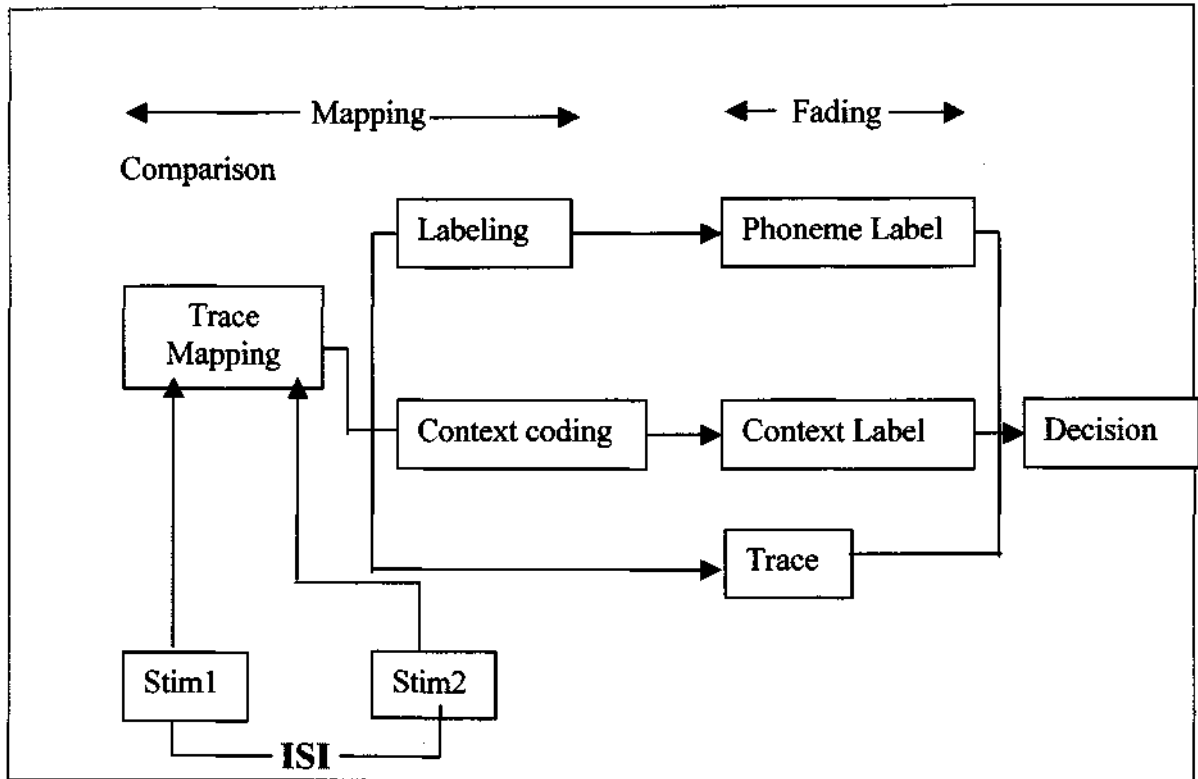 Mapping
Fading
Comparison
Labeling
Phoneme Label
Trace
Mapping
Context coding
Context Label
Decision
Trace
Stim1
Stim2
ISI